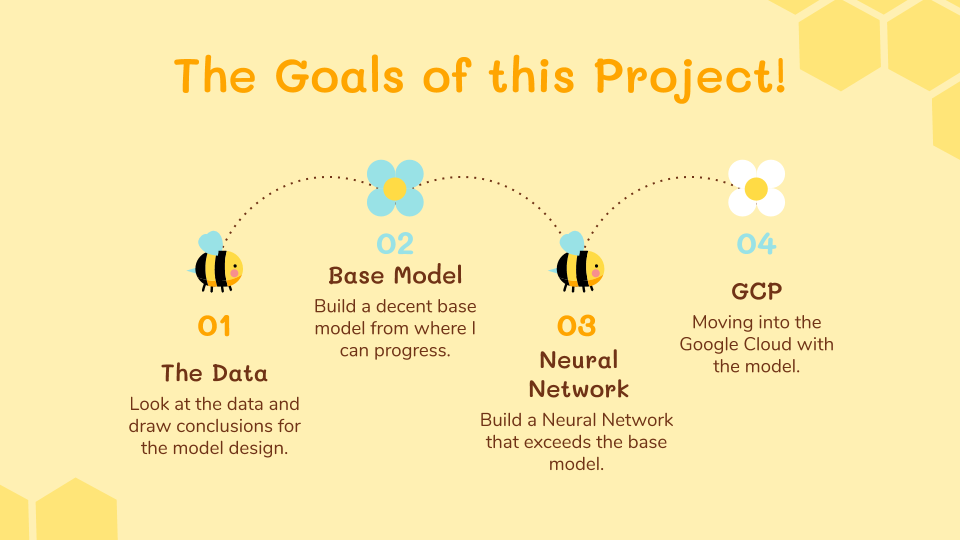 The Goals of this Project!
01
The Data
Look at the data and
draw conclusions for
the model design.
02
Base Model
Build a decent base
model from where I
can progress.
03
Neural
Network
Build a Neural Network
that exceeds the base
model.
04
GCP
Moving into the
Google Cloud with
the model.